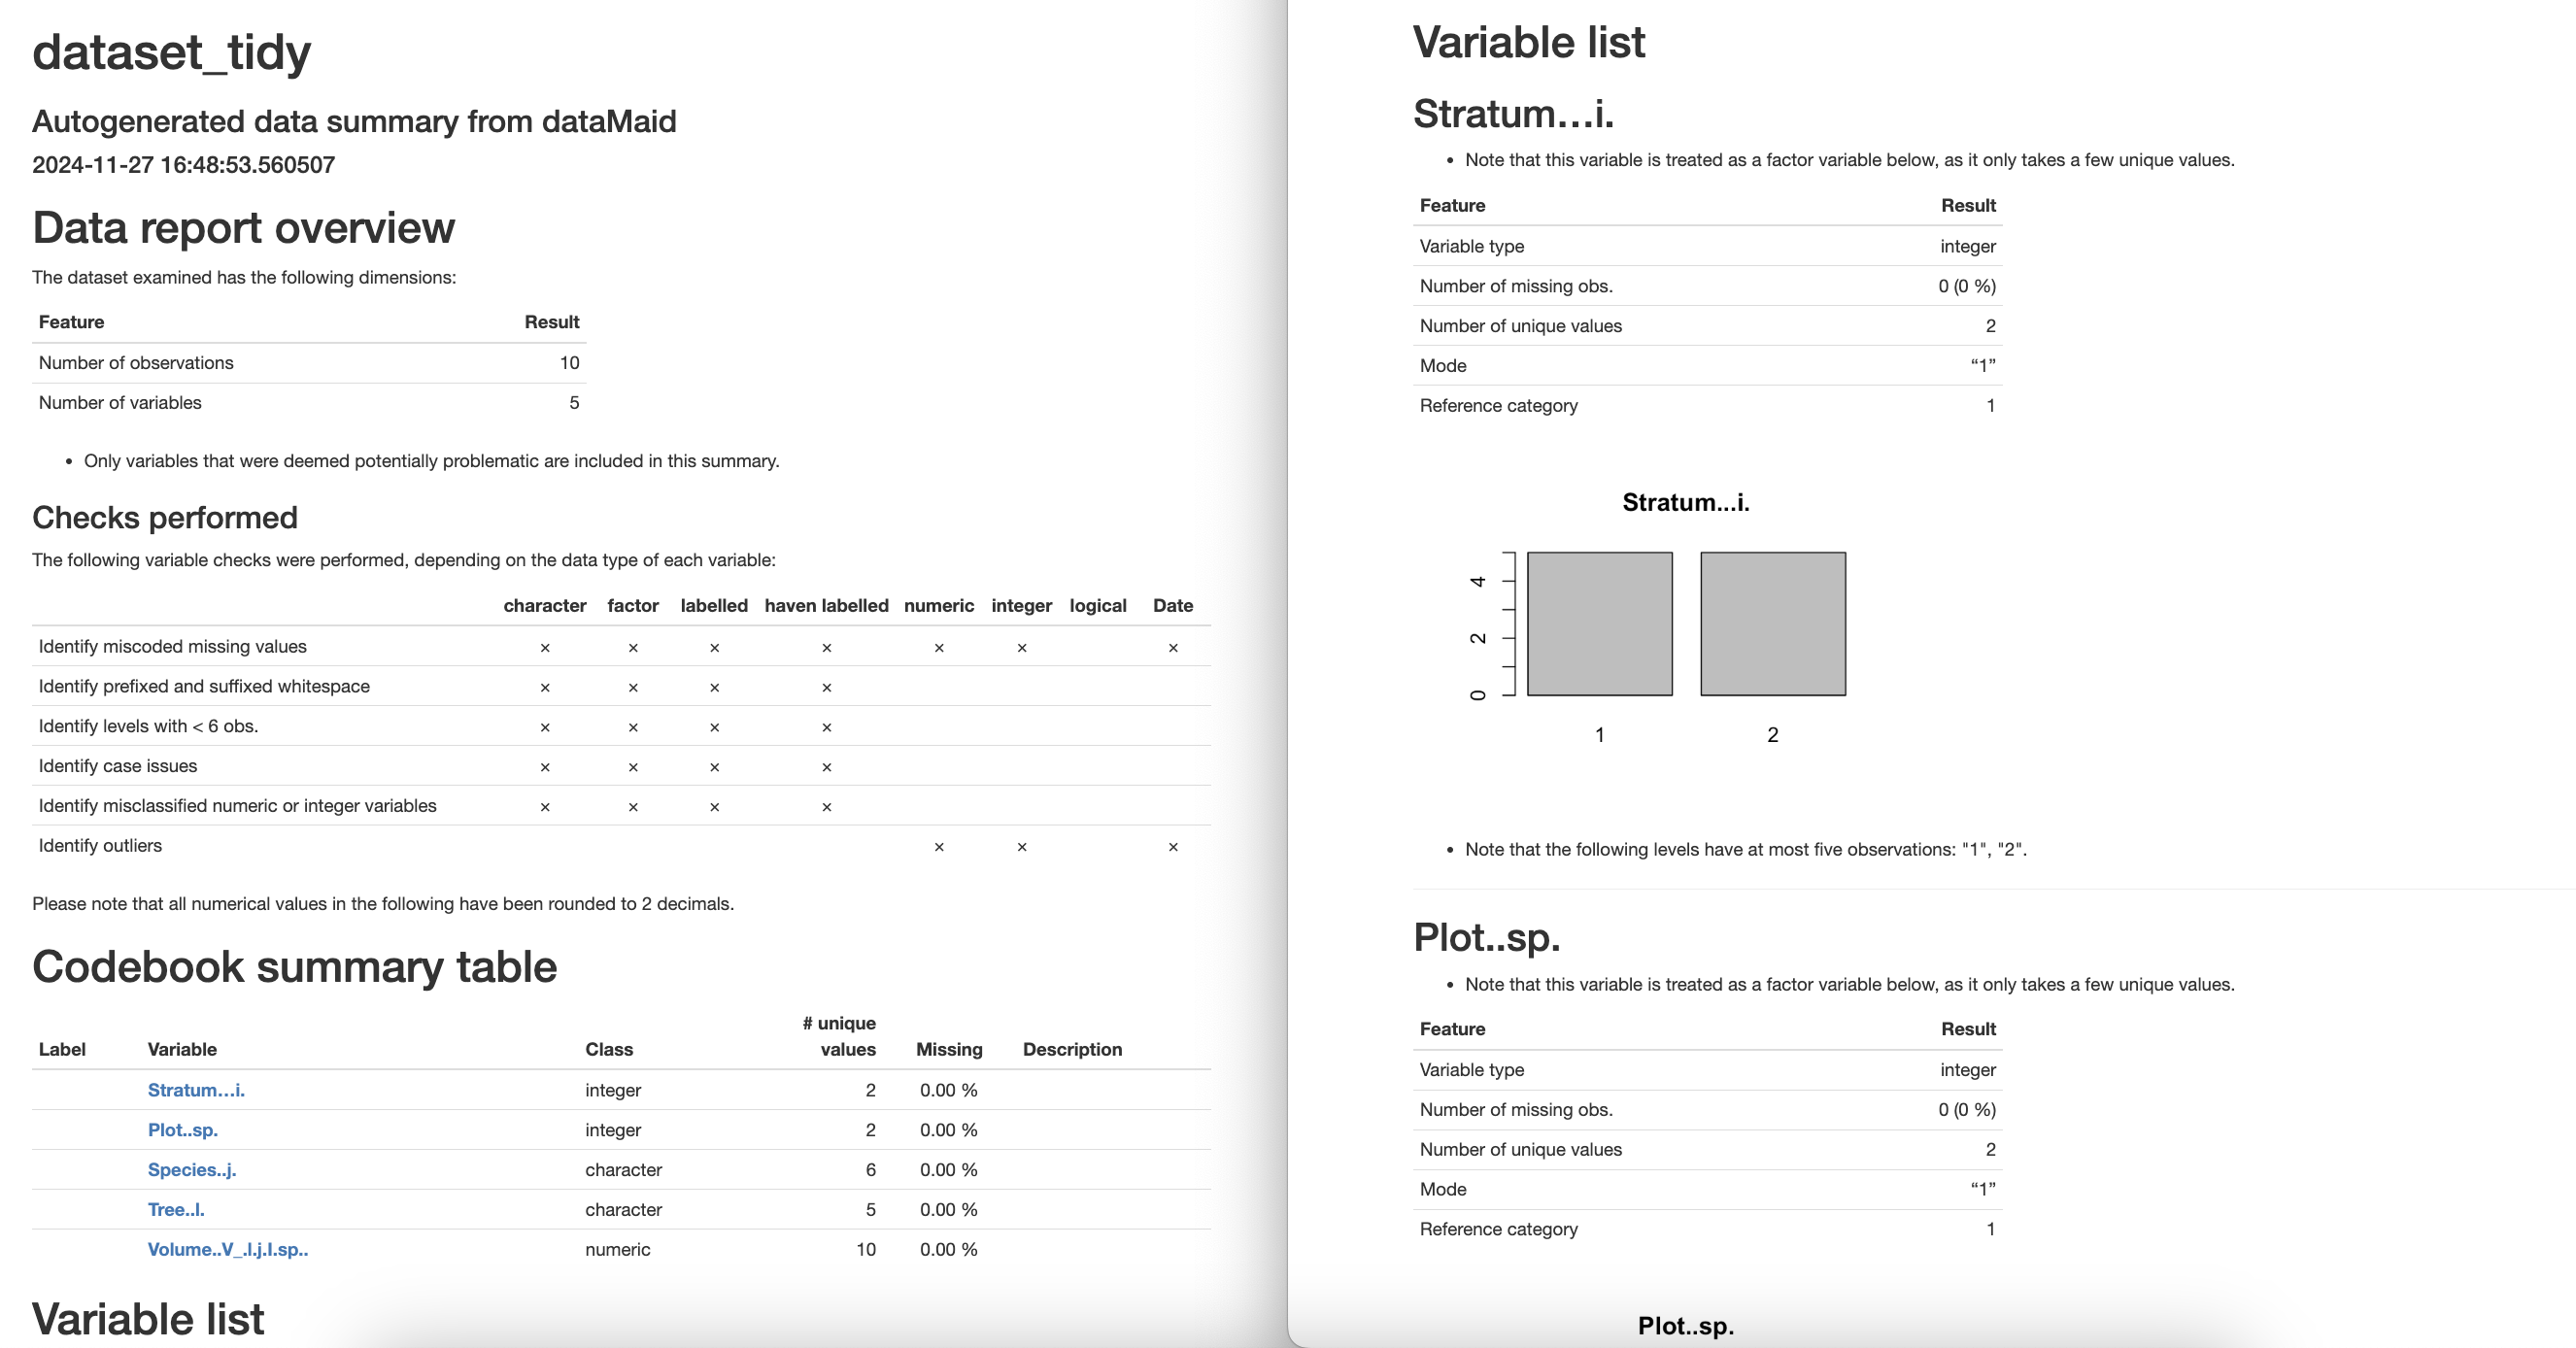 dataset_tidy
Autogenerated data summary from dataMaid
2024-11-27 16:48:53.560507
Data report overview
The dataset examined has the following dimensions:
Feature Result
Number of observations 10
Number of variables 5
• Only variables that were deemed potentially problematic are included in this summary.
Checks performed
The following variable checks were performed, depending on the data type of each variable:
character factor labelled haven labelled numeric integer logical Date
Identify miscoded missing values × × × × × × ×
Identify prefixed and suffixed whitespace × × × ×
Identify levels with < 6 obs. × × × ×
Identify case issues × × × ×
Identify misclassified numeric or integer variables × × × ×
Identify outliers × × ×
Please note that all numerical values in the following have been rounded to 2 decimals.
Codebook summary table
Label Variable Class # unique values Missing Description
Stratum…i. integer 2 0.00 %
Plot..sp. integer 2 0.00 %
Species..j. character 6 0.00 %
Tree..l. character 5 0.00 %
Volume..V_.l.j.I.sp.. numeric 10 0.00 %
Variable list
Variable list
Stratum…i.
• Note that this variable is treated as a factor variable below, as it only takes a few unique values.
Feature Result
Variable type integer
Number of missing obs. 0 (0 %)
Number of unique values 2
Mode “1”
Reference category 1
Stratum...i.
4
2
0
1 2
• Note that the following levels have at most five observations: "1", "2".
Plot..sp.
• Note that this variable is treated as a factor variable below, as it only takes a few unique values.
Feature Result
Variable type integer
Number of missing obs. 0 (0 %)
Number of unique values 2
Mode “1”
Reference category 1
Plot..sp.